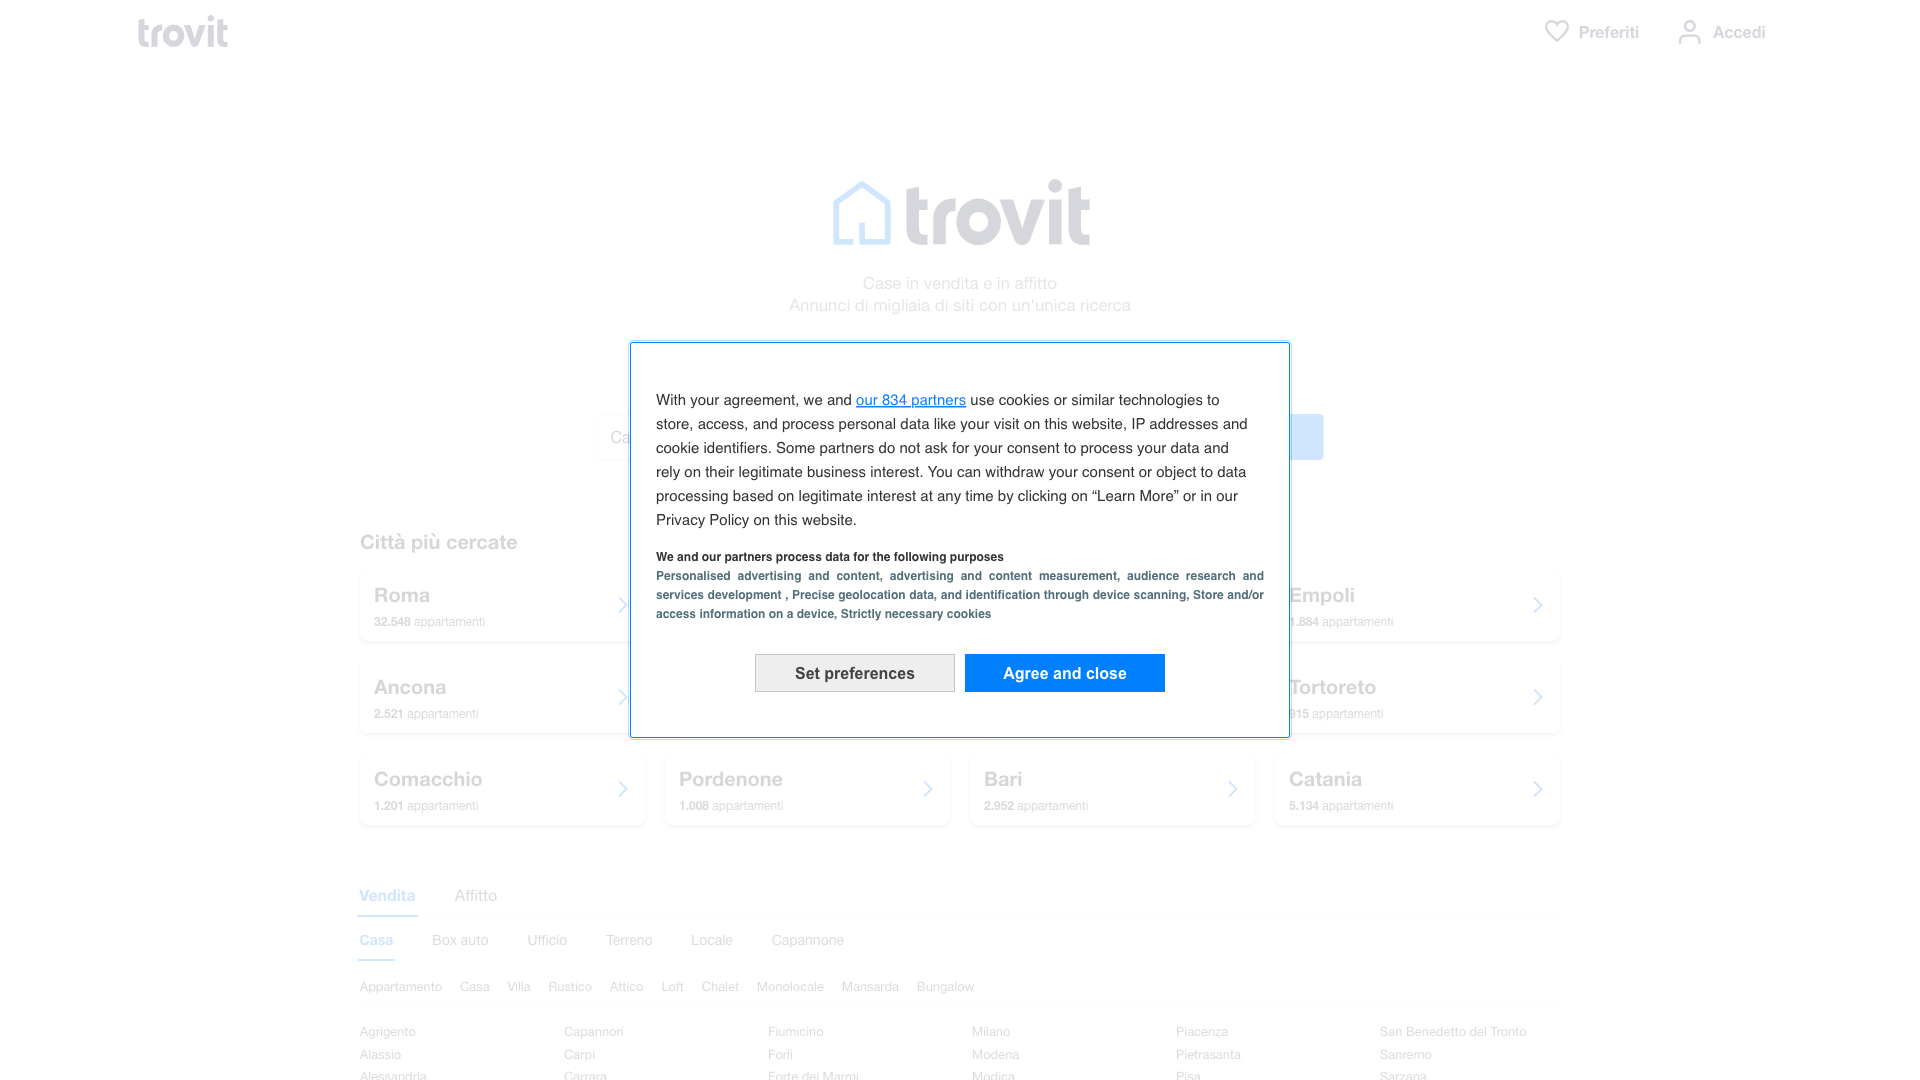 trovit
Preferiti
Accedi
trovit
Case in vendita e in affitto
Annunci di migliaia di siti con un'unica ricerca
Ca
With your agreement, we and our 834 partners use cookies or similar technologies to
store, access, and process personal data like your visit on this website, IP addresses and
cookie identifiers. Some partners do not ask for your consent to process your data and
rely on their legitimate business interest. You can withdraw your consent or object to data
processing based on legitimate interest at any time by clicking on “Learn More” or in our
Privacy Policy on this website.
We and our partners process data for the following purposes
Personalised advertising and content, advertising and content measurement, audience research and
services development , Precise geolocation data, and identification through device scanning, Store and/or
access information on a device, Strictly necessary cookies
Set preferences
Agree and close
Città più cercate
Roma
32.548 appartamenti
Empoli
1.884 appartamenti
Ancona
2.521 appartamenti
Tortoreto
915 appartamenti
Comacchio
1.201 appartamenti
Pordenone
1.008 appartamenti
Bari
2.952 appartamenti
Catania
5.134 appartamenti
Vendita Affitto
Casa Box auto Ufficio Terreno Locale Capannone
Appartamento Casa Villa Rustico Attico Loft Chalet Monolocale Mansarda Bungalow
Agrigento Capannori Fiumicino Milano Piacenza San Benedetto del Tronto
Alassio Carpi Forlì Modena Pietrasanta Sanremo
Alessandria Carrara Forte dei Marmi Modica Pisa Sarzana